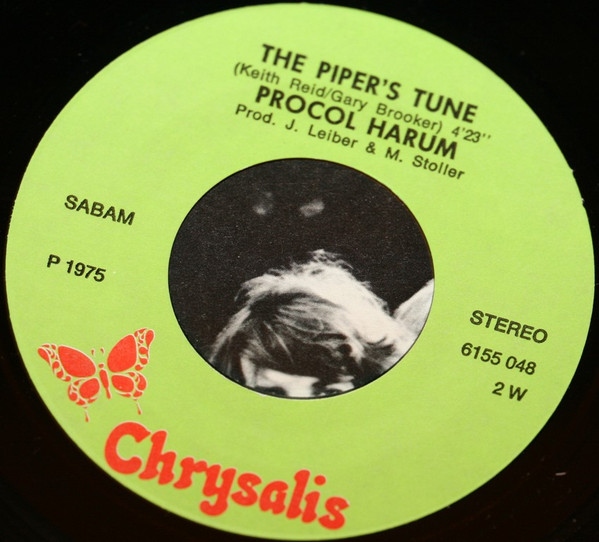 THE PIPER'S TUNE
(Keith Reid/Gary Brooker) 4'23"
PROCOL HARUM
Prod. J. Leiber & M. Stoller
SABAM
P 1975
STEREO
6155 048
2 W
Chrysalis